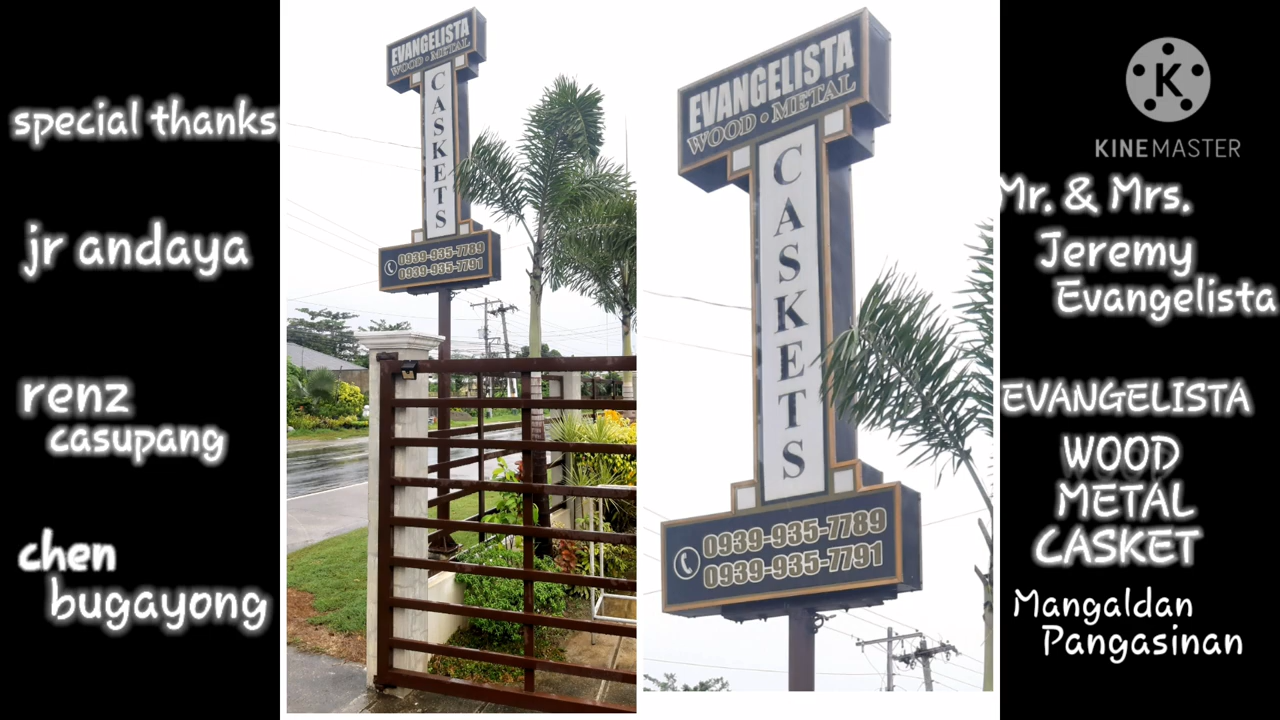 special thanks
jr andaya
renz
casupang
chen
bugayong
EVANGELISTA
WOOD • METAL
CASKETS
0939-935-7789
0939-935-7791
EVANGELISTA
WOOD • METAL
CASKETS
0939-935-7789
0939-935-7791
K
KINEMASTER
Mr. & Mrs.
Jeremy
Evangelista
EVANGELISTA
WOOD
METAL
CASKET
Mangaldan
Pangasinan